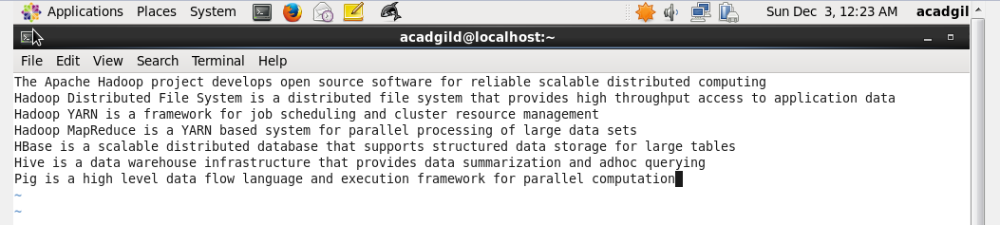 Applications Places System Sun Dec 3, 12:23 AM acadgil
acadgild@localhost:~
File Edit View Search Terminal Help
The Apache Hadoop project develops open source software for reliable scalable distributed computing
Hadoop Distributed File System is a distributed file system that provides high throughput access to application data
Hadoop YARN is a framework for job scheduling and cluster resource management
Hadoop MapReduce is a YARN based system for parallel processing of large data sets
HBase is a scalable distributed database that supports structured data storage for large tables
Hive is a data warehouse infrastructure that provides data summarization and adhoc querying
Pig is a high level data flow language and execution framework for parallel computation
~
~